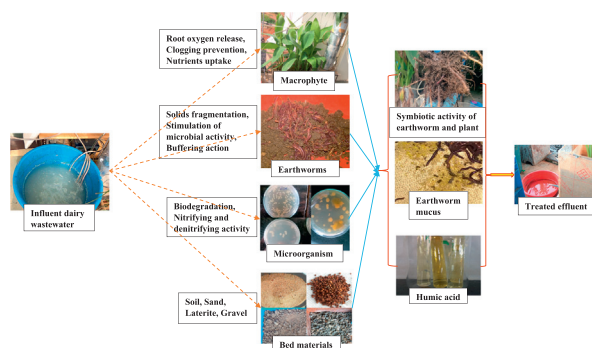 Root oxygen release,
Clogging prevention,
Nutrients uptake
Macrophyte
Solids fragmentation,
Stimulation of
microbial activity,
Buffering action
Earthworms
Influent dairy
wastewater
Biodegradation,
Nitrifying and
denitrifying activity
Microorganism
Soil, Sand,
Laterite, Gravel
Bed materials
Symbiotic activity of
earthworm and plant
Earthworm
mucus
Humic acid
Treated effluent